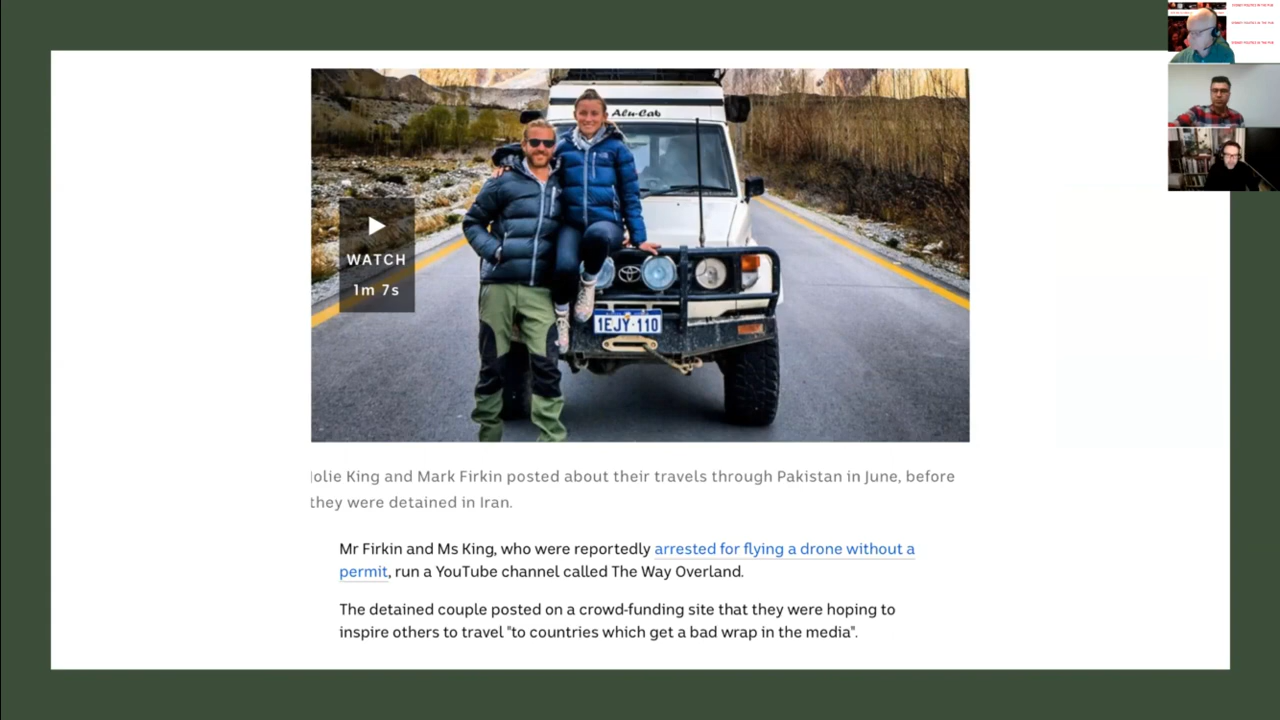 Alu-Cab
WATCH
1m 7s
1EJY·110
Jolie King and Mark Firkin posted about their travels through Pakistan in June, before
they were detained in Iran.
Mr Firkin and Ms King, who were reportedly arrested for flying a drone without a
permit, run a YouTube channel called The Way Overland.
The detained couple posted on a crowd-funding site that they were hoping to
inspire others to travel "to countries which get a bad wrap in the media".